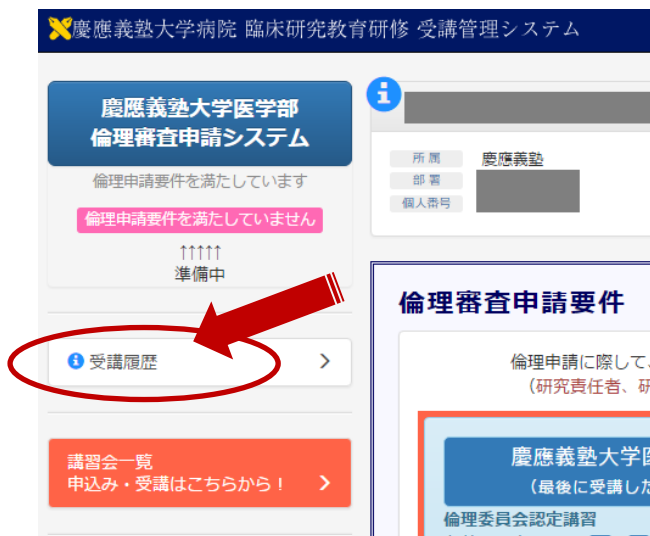 慶應義塾大学病院 臨床研究教育研修 受講管理システム
慶應義塾大学医学部
倫理審査申請システム
倫理申請要件を満たしています
倫理申請要件を満たしていません
↑↑↑↑↑
準備中
受講履歴
講習会一覧
申込み・受講はこちらから！
所属 慶應義塾
部署
個人番号
倫理審査申請要件
倫理申請に際して、
（研究責任者、研
慶應義塾大学医
（最後に受講した
倫理委員会認定講習